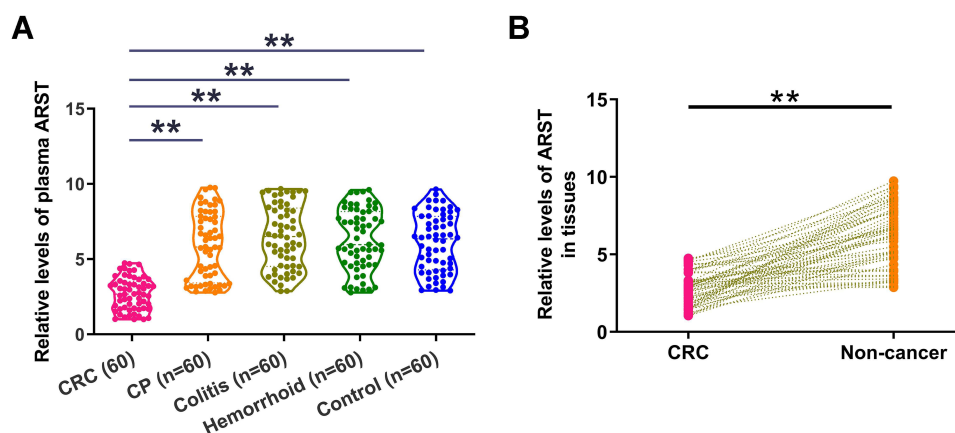 A
**
**
**
**
Relative levels of plasma ARST
15
10
5
0
CRC (60)
CP (n=60)
Colitis (n=60)
Hemorrhoid (n=60)
Control (n=60)
B
**
Relative levels of ARST
in tissues
15
10
5
0
CRC
Non-cancer